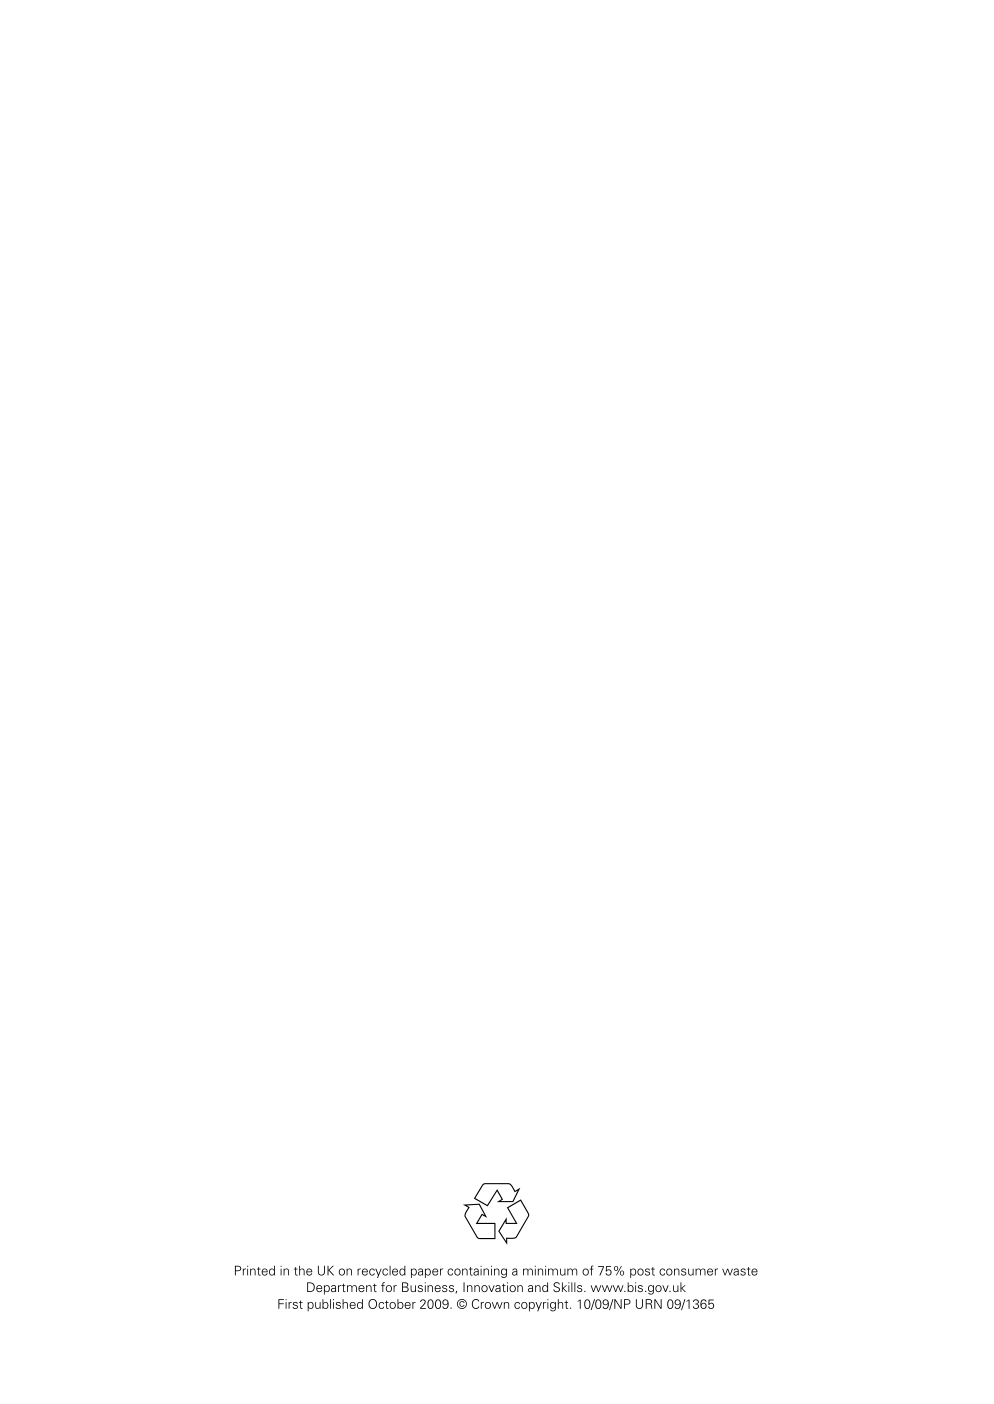 Printed in the UK on recycled paper containing a minimum of 75% post consumer waste
Department for Business, Innovation and Skills. www.bis.gov.uk
First published October 2009. © Crown copyright. 10/09/NP URN 09/1365